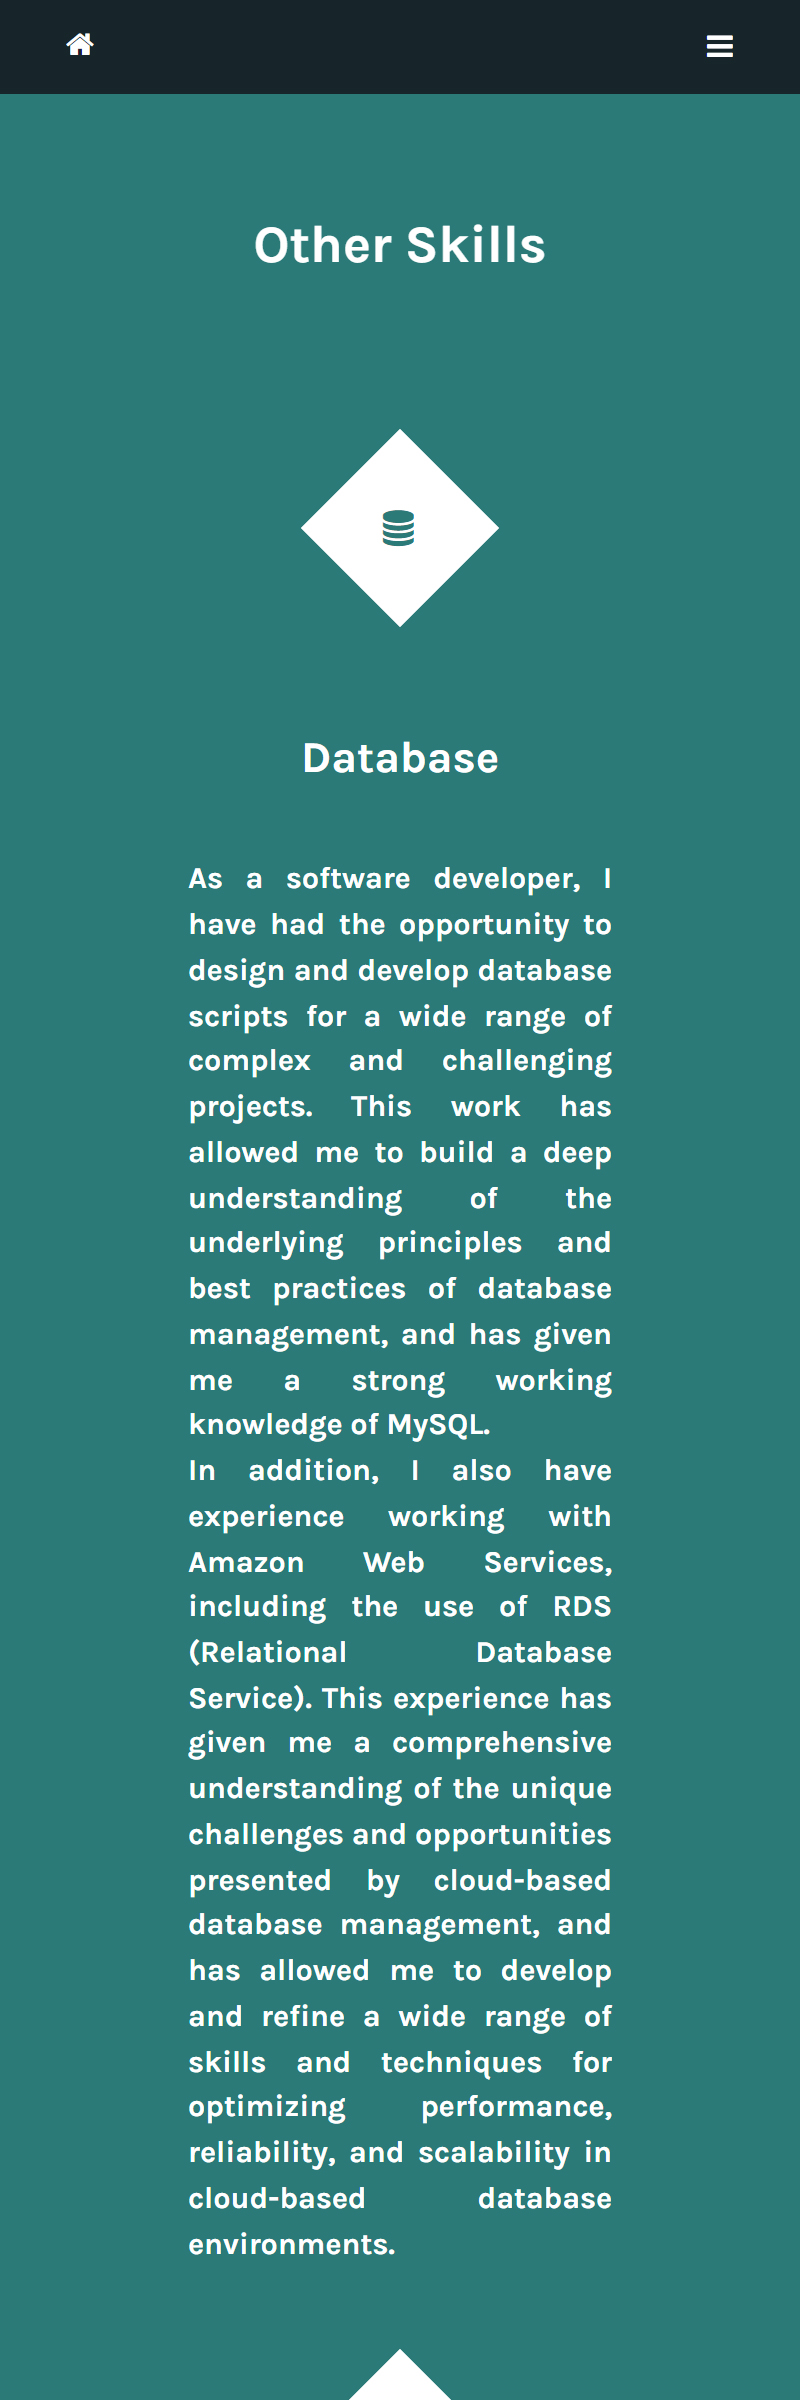 Other Skills
Database
As a software developer, I
have had the opportunity to
design and develop database
scripts for a wide range of
complex and challenging
projects. This work has
allowed me to build a deep
understanding of the
underlying principles and
best practices of database
management, and has given
me a strong working
knowledge of MySQL.
In addition, I also have
experience working with
Amazon Web Services,
including the use of RDS
(Relational Database
Service). This experience has
given me a comprehensive
understanding of the unique
challenges and opportunities
presented by cloud-based
database management, and
has allowed me to develop
and refine a wide range of
skills and techniques for
optimizing performance,
reliability, and scalability in
cloud-based database
environments.